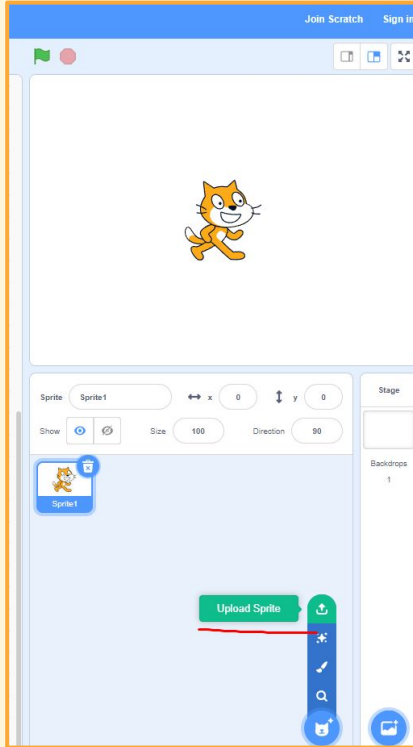 Join Scratch Sign in
Sprite Sprite1 x 0 y 0
Show Size 100 Direction 90
Stage
Backdrops
1
Sprite1
Upload Sprite